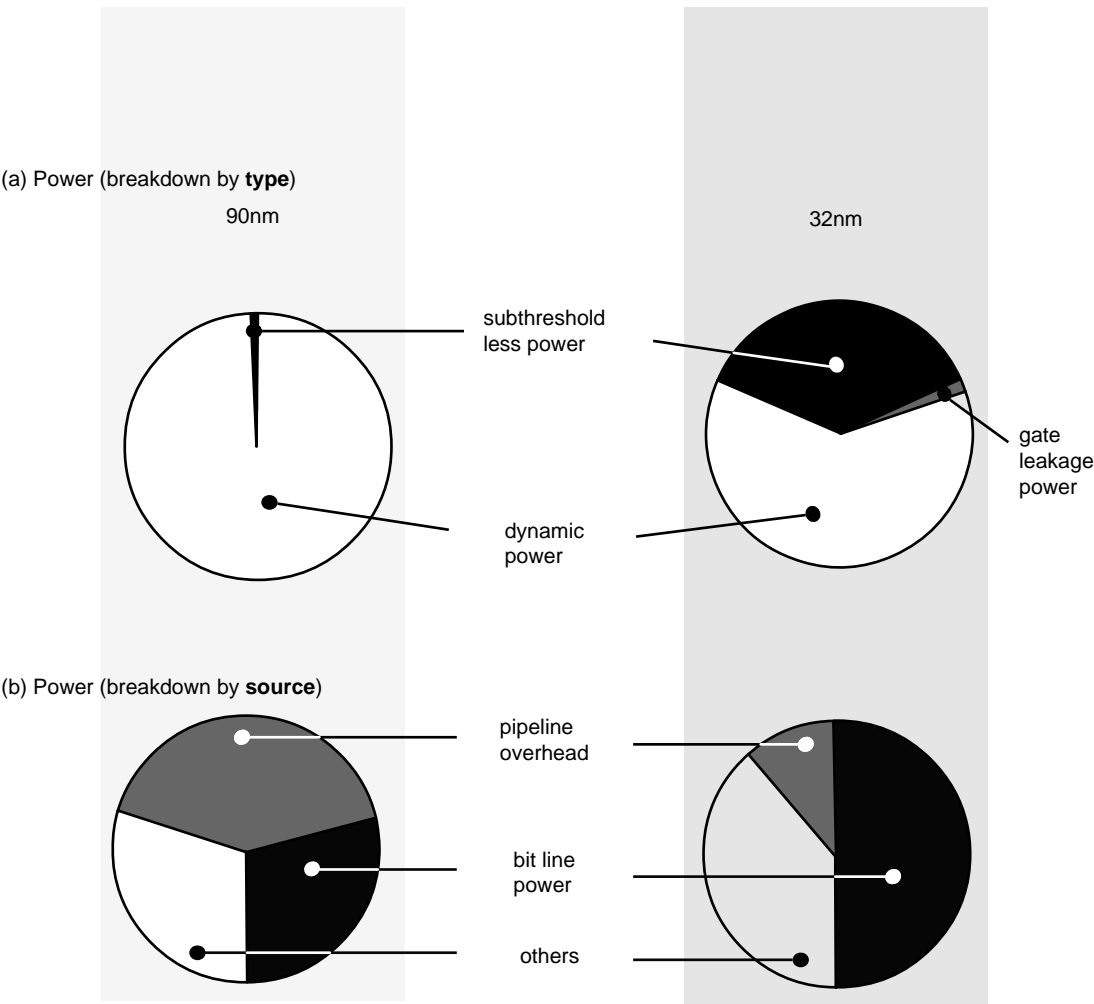 (a) Power (breakdown by type)
90nm
32nm
subthreshold
less power
gate
leakage
power
dynamic
power
(b) Power (breakdown by source)
pipeline
overhead
bit line
power
others